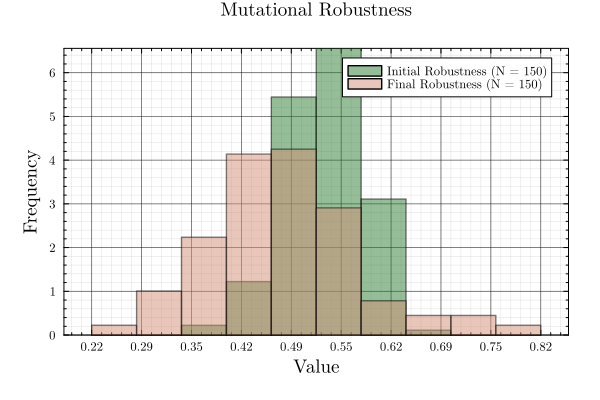 Mutational Robustness
Initial Robustness (N = 150)
Final Robustness (N = 150)
Frequency
6
5
4
3
2
1
0
0.22 0.29 0.35 0.42 0.49 0.55 0.62 0.69 0.75 0.82
Value